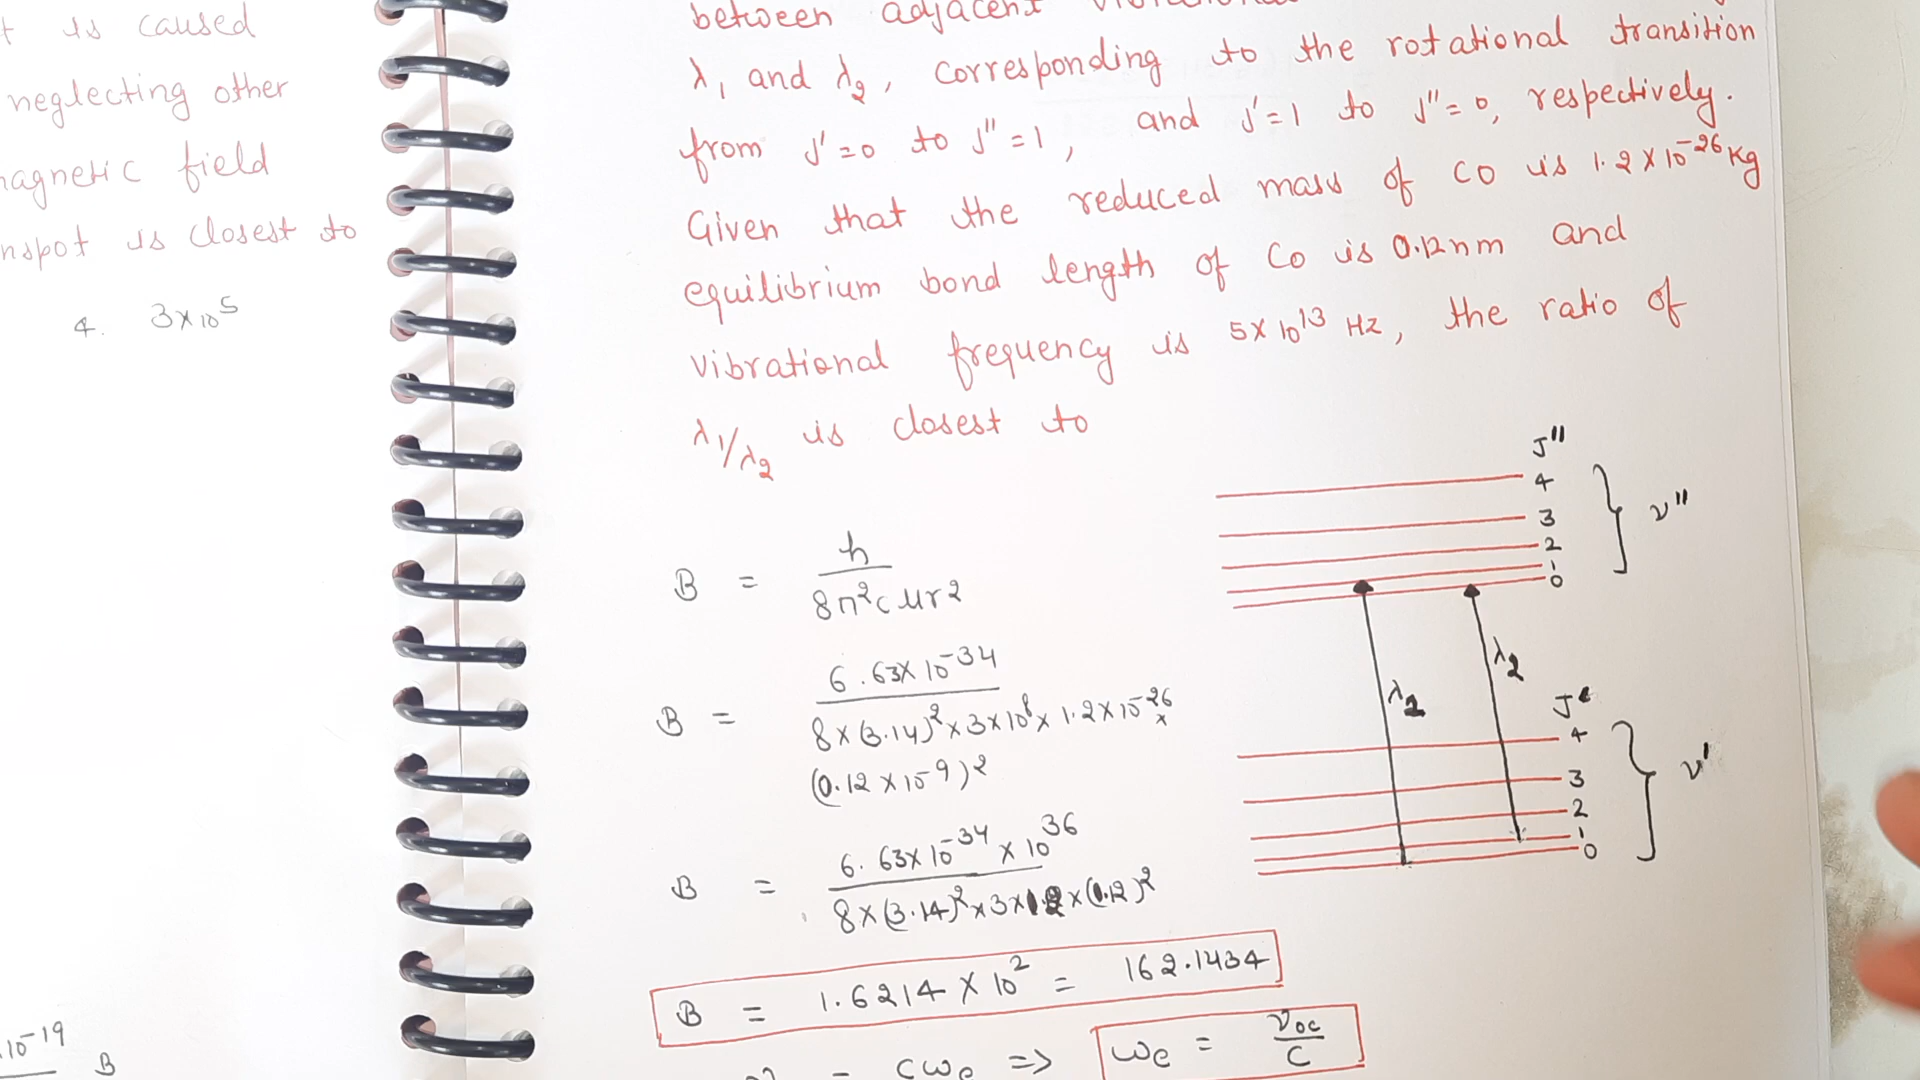 t is caused
neglecting other
magnetic field
nspot is closest to
4. 3×10⁵
10⁻¹⁹
B
between adjacent
λ₁ and λ₂, corresponding to the rotational transition
from J'=0 to J''=1, and J'=1 to J''=0, respectively.
Given that the reduced mass of CO is 1.2×10⁻²⁶ Kg
equilibrium bond length of Co is 0.12nm and
vibrational frequency is 5×10¹³ Hz, the ratio of
λ₁/λ₂ is closest to
B = h / 8π²cμr²
B = 6.63×10⁻³⁴ / 8×(3.14)²×3×10⁸×1.2×10⁻²⁶×
(0.12×10⁻⁹)²
B = 6.63×10⁻³⁴×10³⁶ / 8×(3.14)²×3×1.2×(0.12)²
B = 1.6214×10² = 162.1434
= cωe => ωe = νoc / c
J''
4
3
2
1
0
ν''
λ₁
λ₂
J'
4
3
2
1
0
ν'